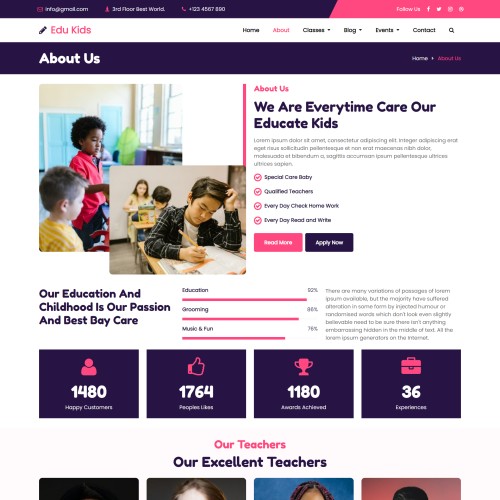 info@gmail.com
3rd Floor Best World.
+123 4567 890
Follow Us
Edu Kids
Home
About
Classes
Blog
Events
Contact
About Us
Home
About Us
About Us
We Are Everytime Care Our
Educate Kids
Lorem ipsum dolor sit amet, consectetur adipiscing elit. Integer adipiscing erat
eget risus sollicitudin pellentesque et non erat maecenas nibh dolor,
malesuada et bibendum a, sagittis accumsan ipsum pellentesque ultrices
ultrices sapien.
Special Care Baby
Qualified Teachers
Every Day Check Home Work
Every Day Read and Write
Read More
Apply Now
Our Education And
Childhood Is Our Passion
And Best Bay Care
Education 92%
Grooming 86%
Music & Fun 76%
There are many variations of passages of lorem
ipsum available, but the majority have suffered
alteration in some form by injected humour or
randomised words which don't look even slightly
believable need to be sure there isn't anything
embarrassing hidden in the middle of text. All the
lorem ipsum generators on the Internet.
1480
Happy Customers
1764
Peoples Likes
1180
Awards Achieved
36
Experiences
Our Teachers
Our Excellent Teachers